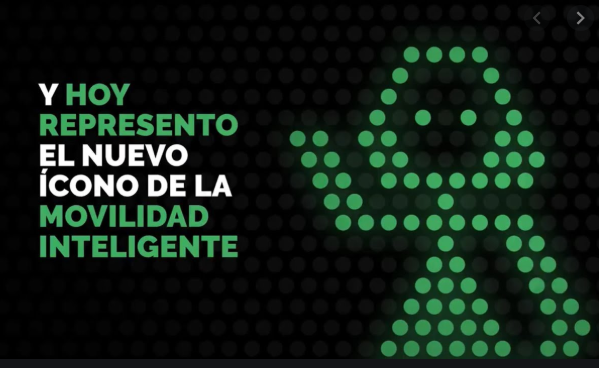 Y HOY
REPRESENTO
EL NUEVO
ÍCONO DE LA
MOVILIDAD
INTELIGENTE